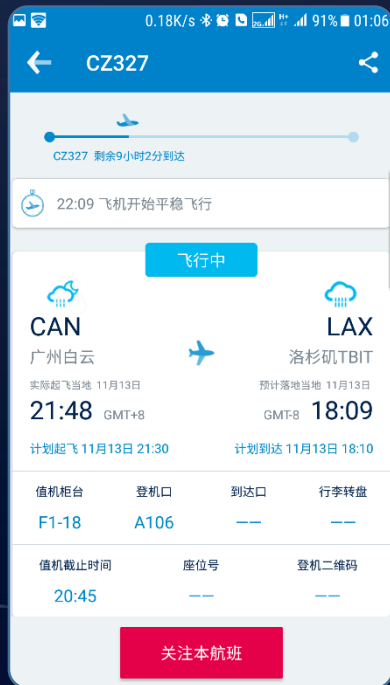 0.18K/s 2G 91% 01:06
CZ327
CZ327 剩余9小时2分到达
22:09 飞机开始平稳飞行
飞行中
CAN LAX
广州白云 洛杉矶TBIT
实际起飞当地 11月13日 预计落地当地 11月13日
21:48 GMT+8 GMT-8 18:09
计划起飞 11月13日 21:30 计划到达 11月13日 18:10
值机柜台 登机口 到达口 行李转盘
F1-18 A106 —— ——
值机截止时间 座位号 登机二维码
20:45 —— ——
关注本航班